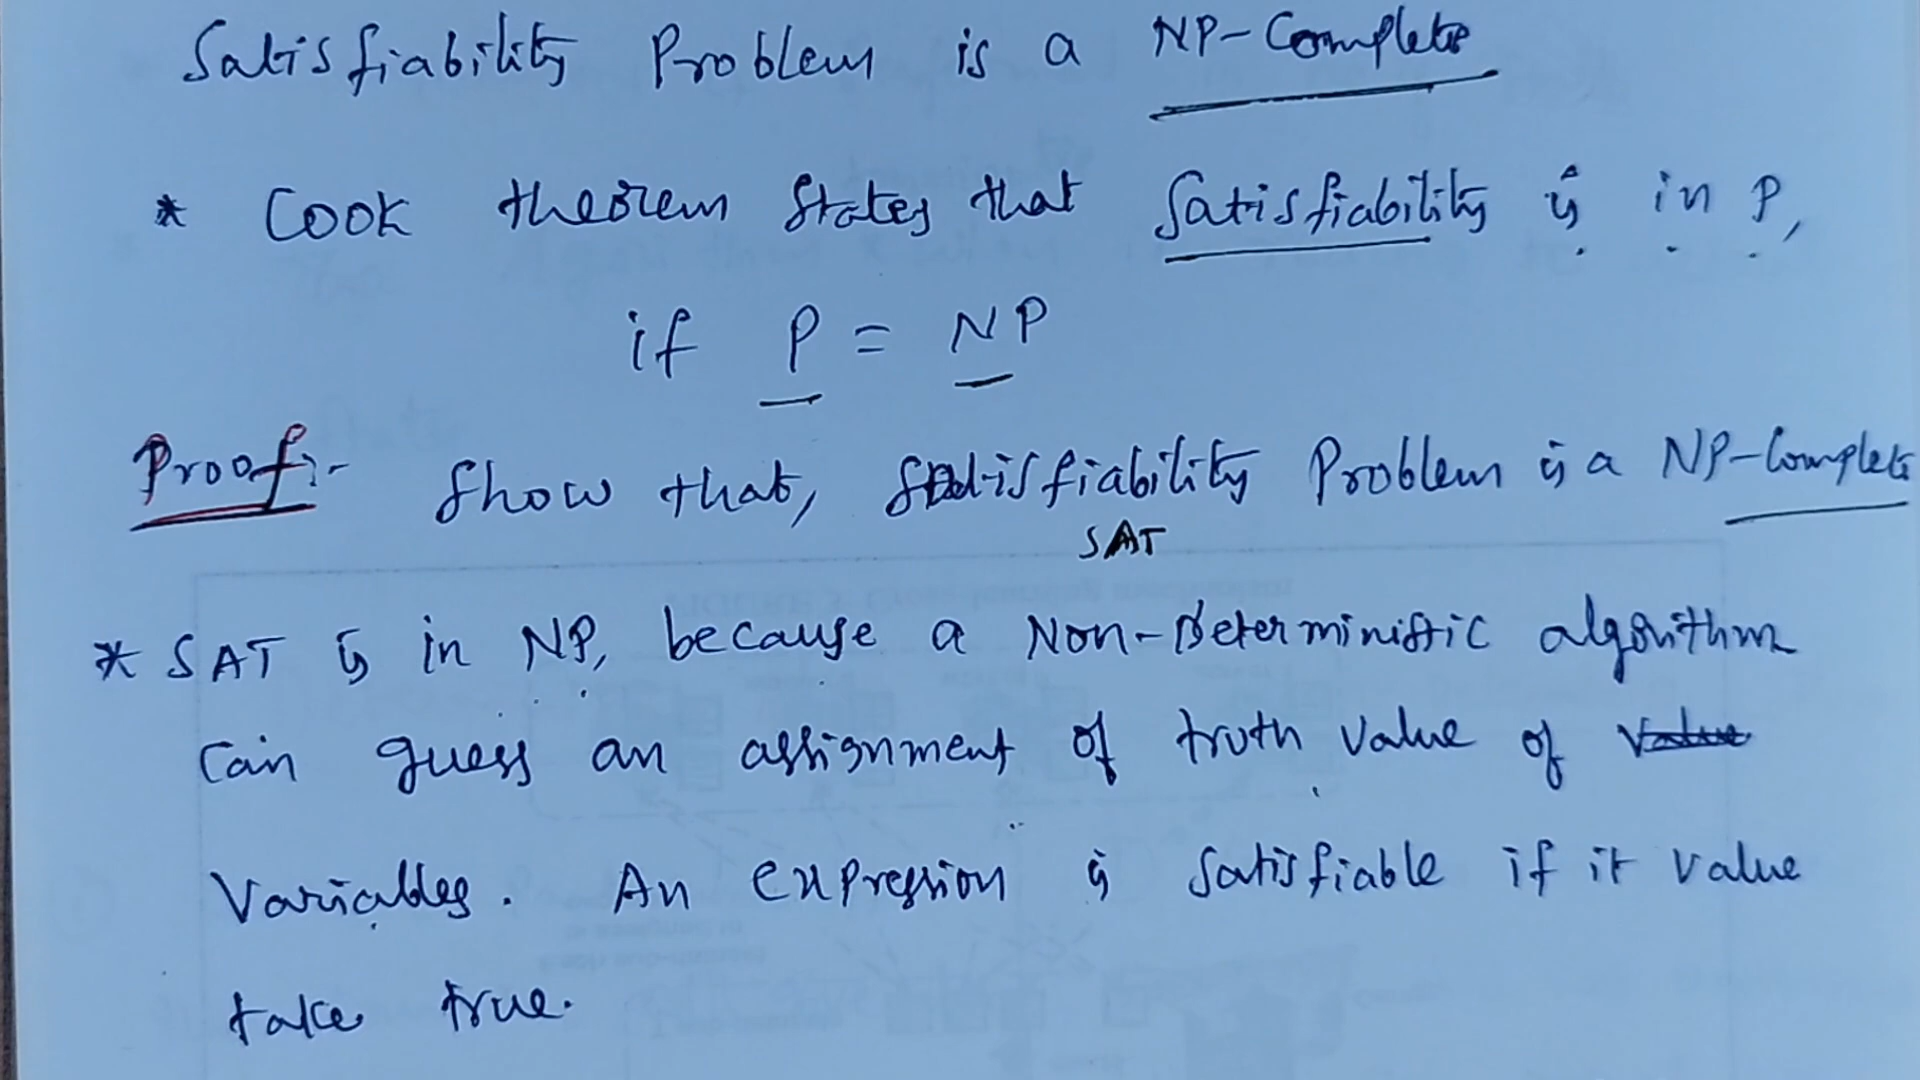 Satisfiability Problem is a NP-Complete
* Cook theorem States that Satisfiability is in P,
if P = NP
Proof:- Show that, Satisfiability Problem is a NP-Complete
SAT
* SAT is in NP, because a Non-Deterministic algorithm
Can guess an assignment of truth value of value
Variables. An expression is Satisfiable if it value
take true.